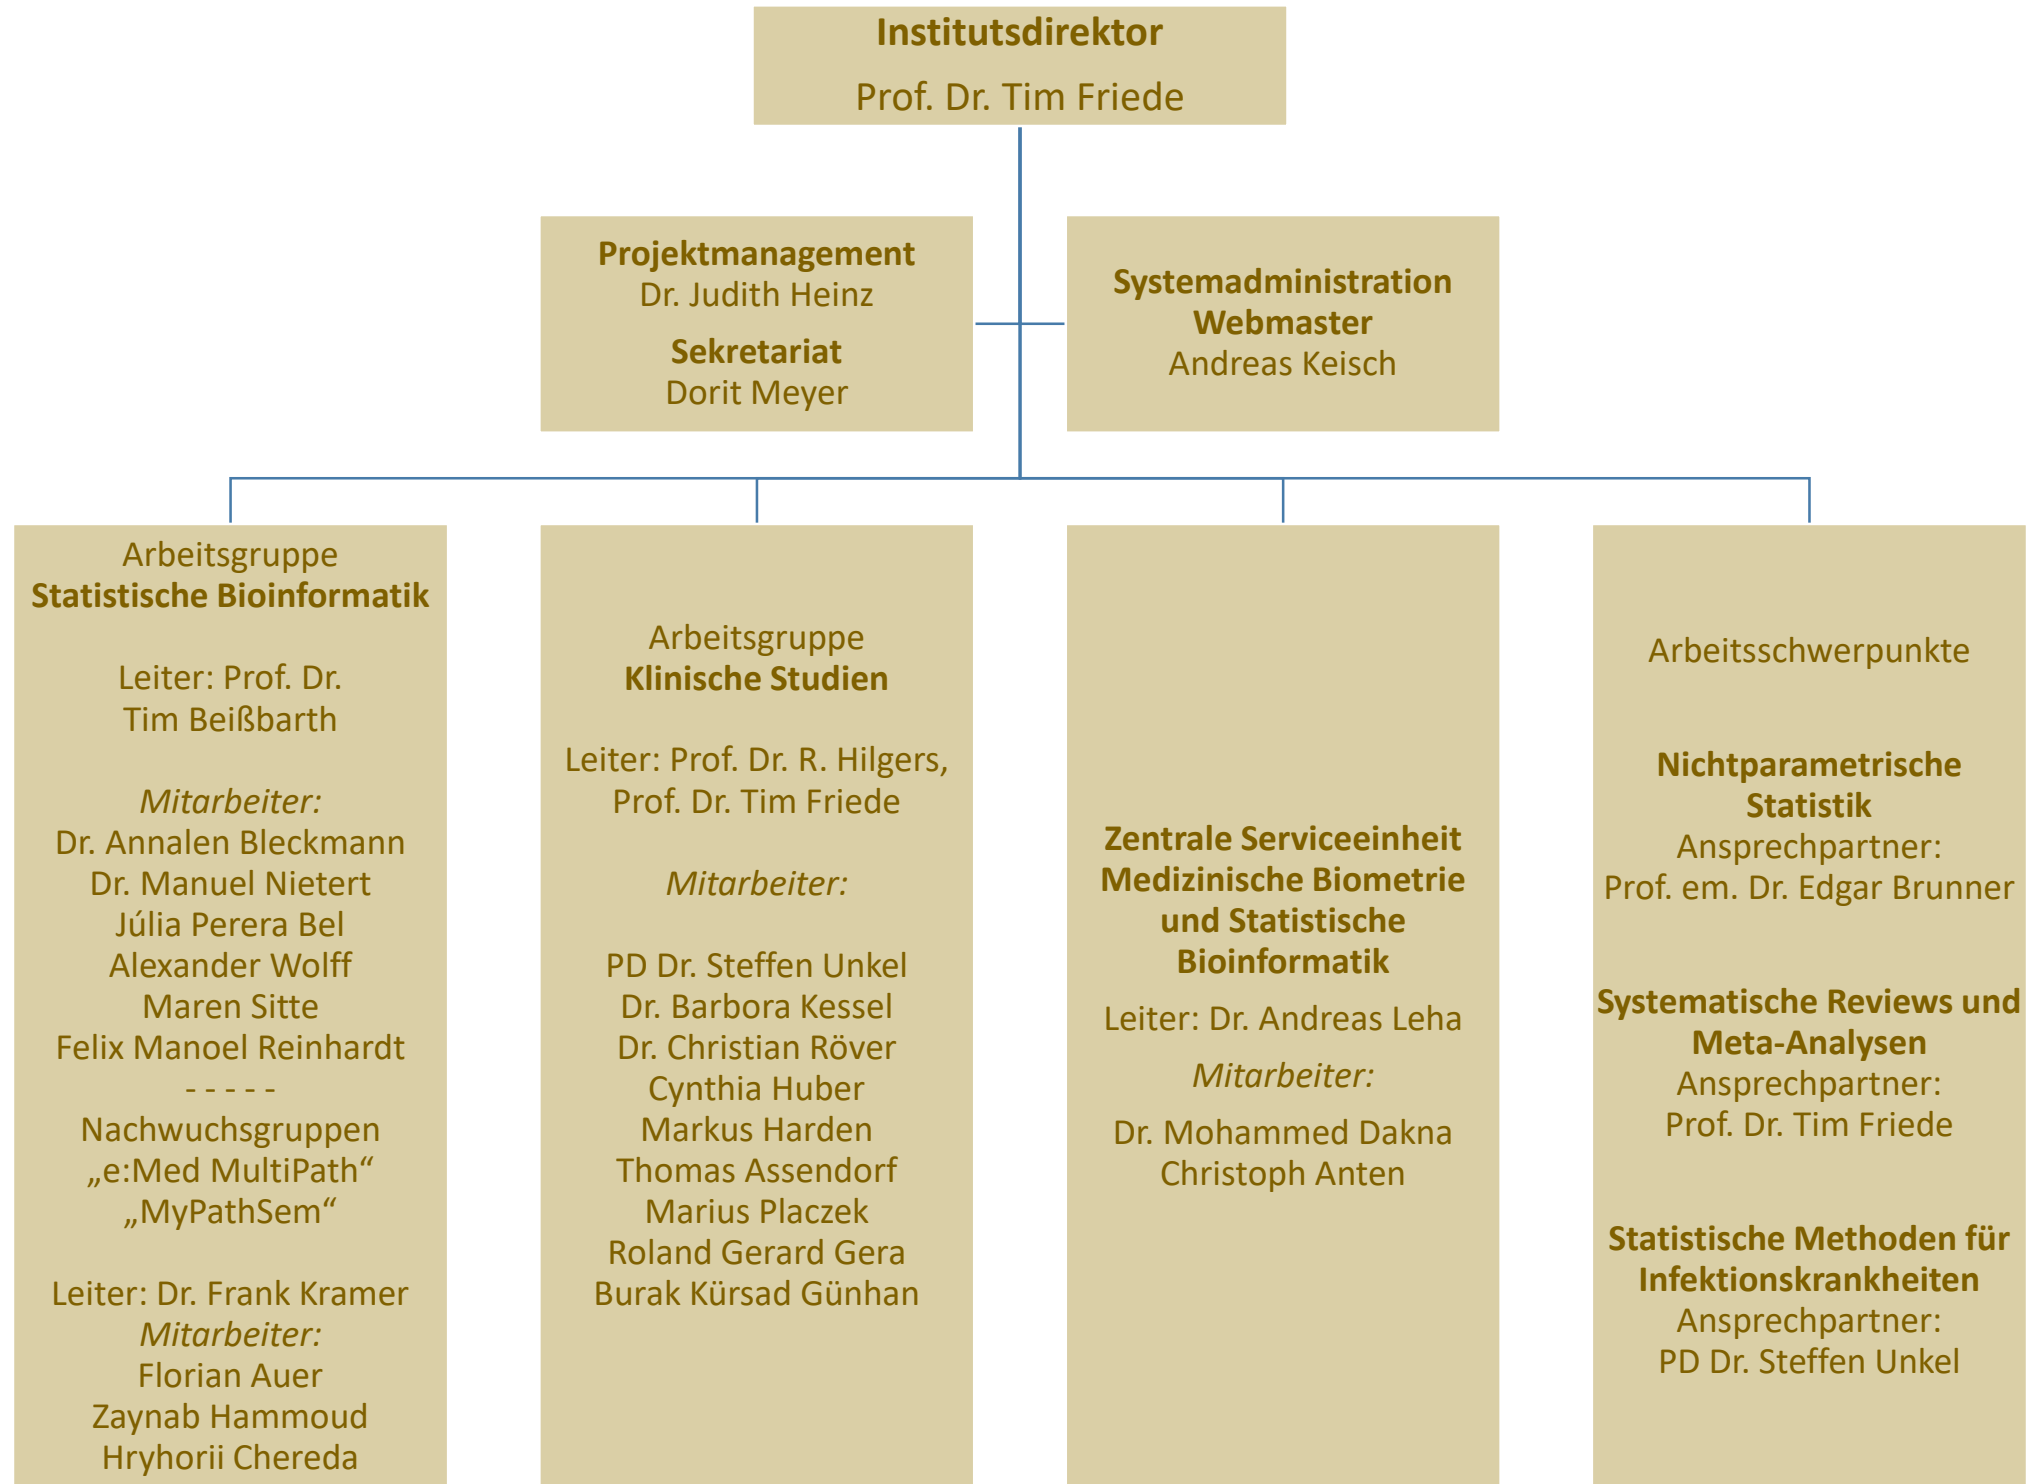 Institutsdirektor
Prof. Dr. Tim Friede
Projektmanagement
Dr. Judith Heinz
Sekretariat
Dorit Meyer
Systemadministration
Webmaster
Andreas Keisch
Arbeitsgruppe
Statistische Bioinformatik
Leiter: Prof. Dr.
Tim Beißbarth
Mitarbeiter:
Dr. Annalen Bleckmann
Dr. Manuel Nietert
Júlia Perera Bel
Alexander Wolff
Maren Sitte
Felix Manoel Reinhardt
- - - - -
Nachwuchsgruppen
„e:Med MultiPath“
„MyPathSem“
Leiter: Dr. Frank Kramer
Mitarbeiter:
Florian Auer
Zaynab Hammoud
Hryhorii Chereda
Arbeitsgruppe
Klinische Studien
Leiter: Prof. Dr. R. Hilgers,
Prof. Dr. Tim Friede
Mitarbeiter:
PD Dr. Steffen Unkel
Dr. Barbora Kessel
Dr. Christian Röver
Cynthia Huber
Markus Harden
Thomas Assendorf
Marius Placzek
Roland Gerard Gera
Burak Kürsad Günhan
Zentrale Serviceeinheit
Medizinische Biometrie
und Statistische
Bioinformatik
Leiter: Dr. Andreas Leha
Mitarbeiter:
Dr. Mohammed Dakna
Christoph Anten
Arbeitsschwerpunkte
Nichtparametrische
Statistik
Ansprechpartner:
Prof. em. Dr. Edgar Brunner
Systematische Reviews und
Meta-Analysen
Ansprechpartner:
Prof. Dr. Tim Friede
Statistische Methoden für
Infektionskrankheiten
Ansprechpartner:
PD Dr. Steffen Unkel